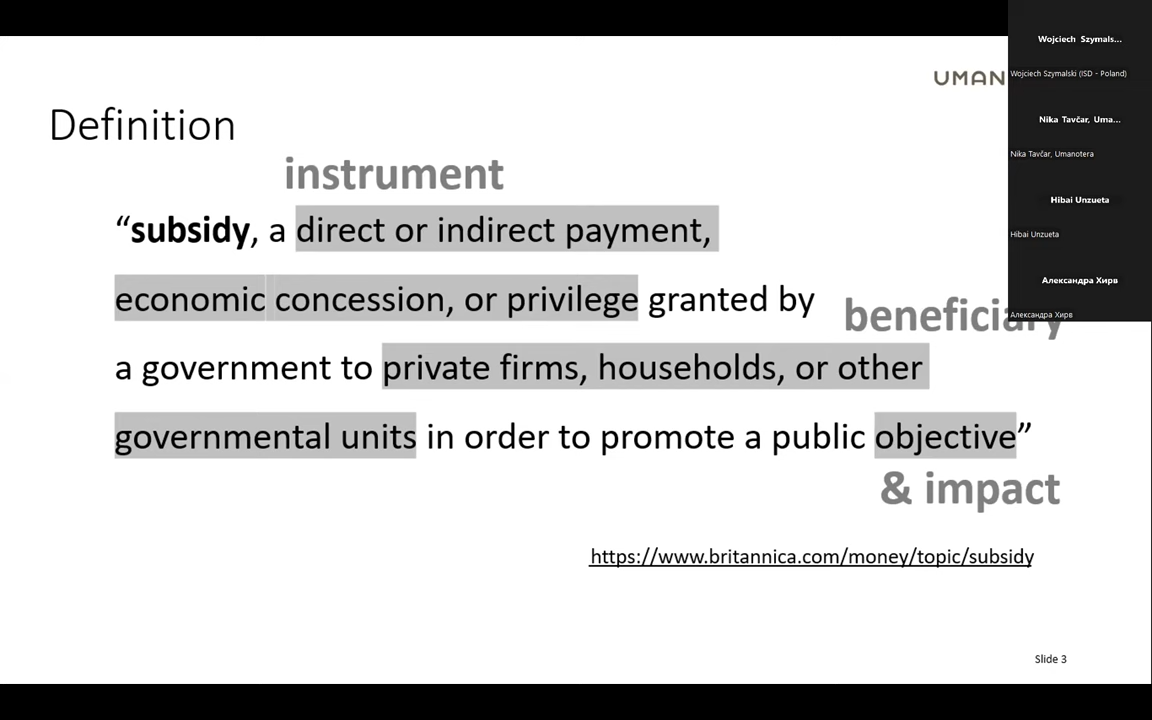 UMAN
Definition
instrument
“subsidy, a direct or indirect payment,
economic concession, or privilege granted by
beneficiary
a government to private firms, households, or other
governmental units in order to promote a public objective”
& impact
https://www.britannica.com/money/topic/subsidy
Slide 3
Wojciech Szymals...
Wojciech Szymalski (ISD - Poland)
Nika Tavčar, Uma...
Nika Tavčar, Umanotera
Hibai Unzueta
Hibai Unzueta
Александра Хирв
Александра Хирв